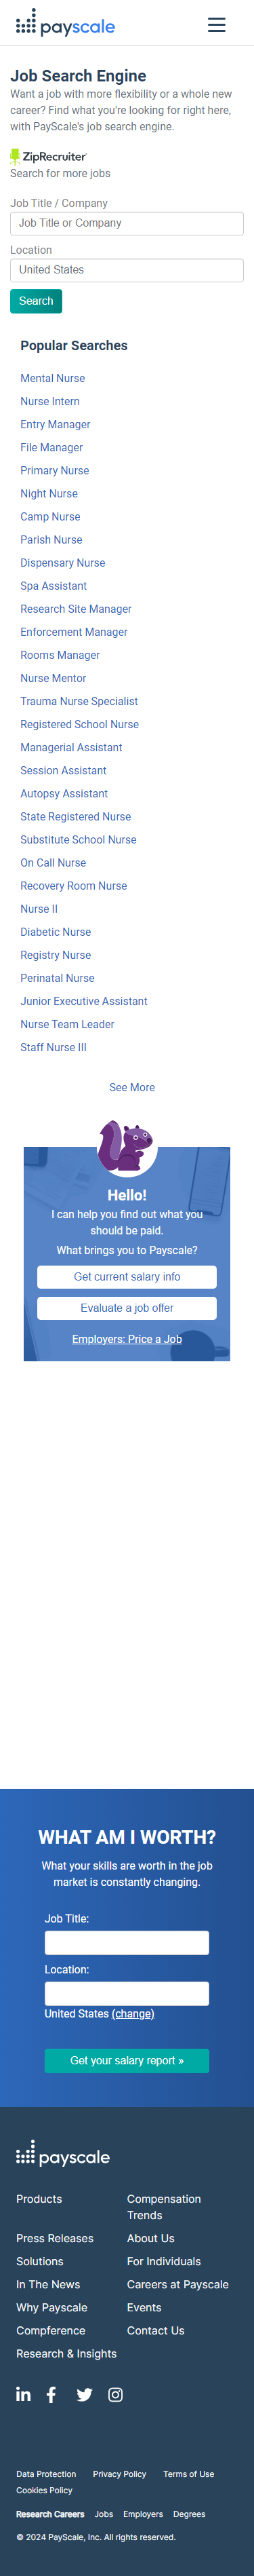 payscale
Job Search Engine
Want a job with more flexibility or a whole new
career? Find what you're looking for right here,
with PayScale's job search engine.
ZipRecruiter
Search for more jobs
Job Title / Company
Job Title or Company
Location
United States
Search
Popular Searches
Mental Nurse
Nurse Intern
Entry Manager
File Manager
Primary Nurse
Night Nurse
Camp Nurse
Parish Nurse
Dispensary Nurse
Spa Assistant
Research Site Manager
Enforcement Manager
Rooms Manager
Nurse Mentor
Trauma Nurse Specialist
Registered School Nurse
Managerial Assistant
Session Assistant
Autopsy Assistant
State Registered Nurse
Substitute School Nurse
On Call Nurse
Recovery Room Nurse
Nurse II
Diabetic Nurse
Registry Nurse
Perinatal Nurse
Junior Executive Assistant
Nurse Team Leader
Staff Nurse III
See More
Hello!
I can help you find out what you
should be paid.
What brings you to Payscale?
Get current salary info
Evaluate a job offer
Employers: Price a Job
WHAT AM I WORTH?
What your skills are worth in the job
market is constantly changing.
Job Title:
Location:
United States (change)
Get your salary report »
payscale
Products
Compensation
Trends
Press Releases
About Us
Solutions
For Individuals
In The News
Careers at Payscale
Why Payscale
Events
Compference
Contact Us
Research & Insights
Data Protection Privacy Policy Terms of Use
Cookies Policy
Research Careers Jobs Employers Degrees
© 2024 PayScale, Inc. All rights reserved.